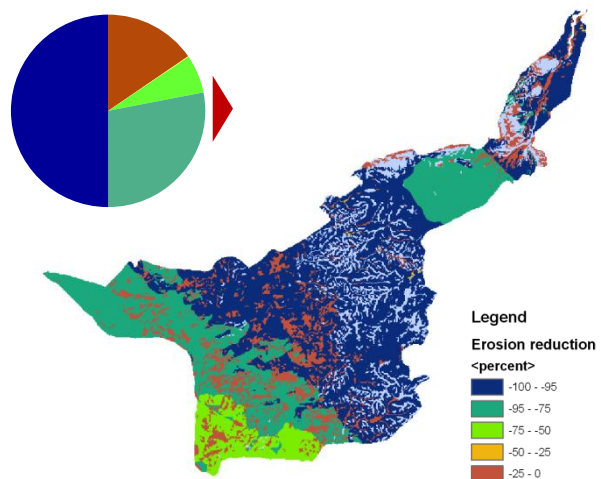 Legend
Erosion reduction
<percent>
-100 - -95
-95 - -75
-75 - -50
-50 - -25
-25 - 0